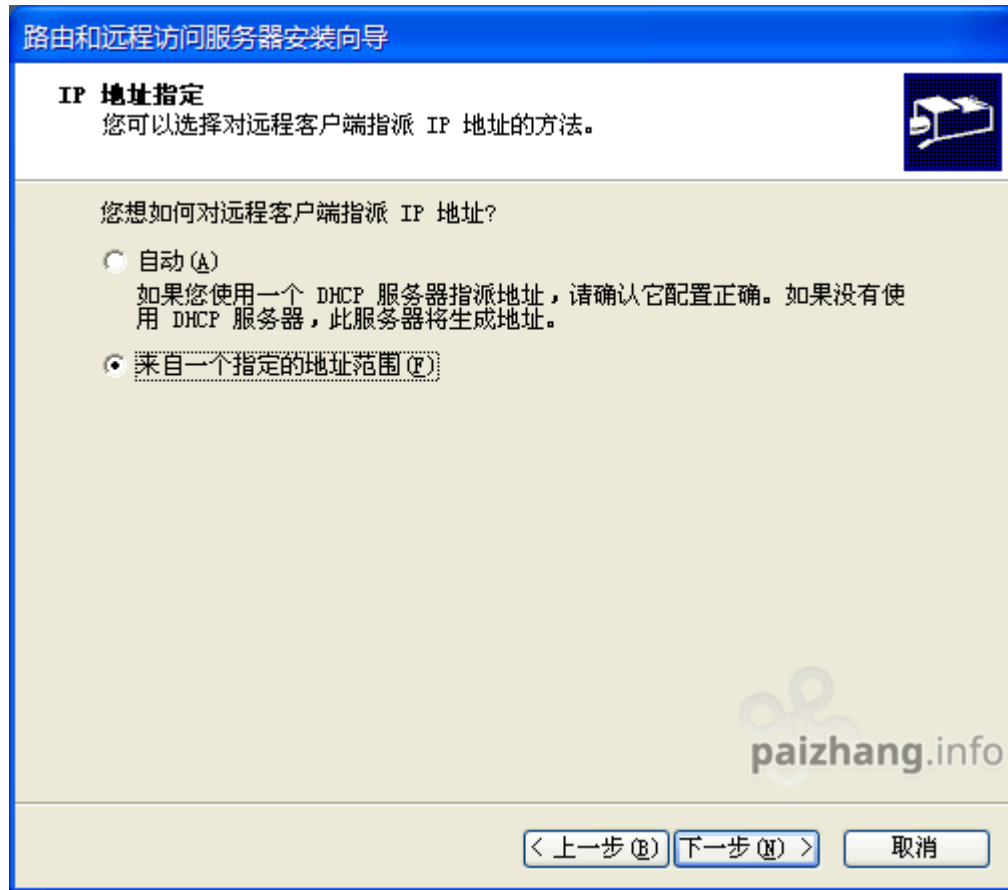 路由和远程访问服务器安装向导
IP 地址指定
您可以选择对远程客户端指派 IP 地址的方法。
您想如何对远程客户端指派 IP 地址?
自动(A)
如果您使用一个 DHCP 服务器指派地址，请确认它配置正确。如果没有使
用 DHCP 服务器，此服务器将生成地址。
来自一个指定的地址范围(F)
paizhang.info
< 上一步(B) 下一步(N) > 取消